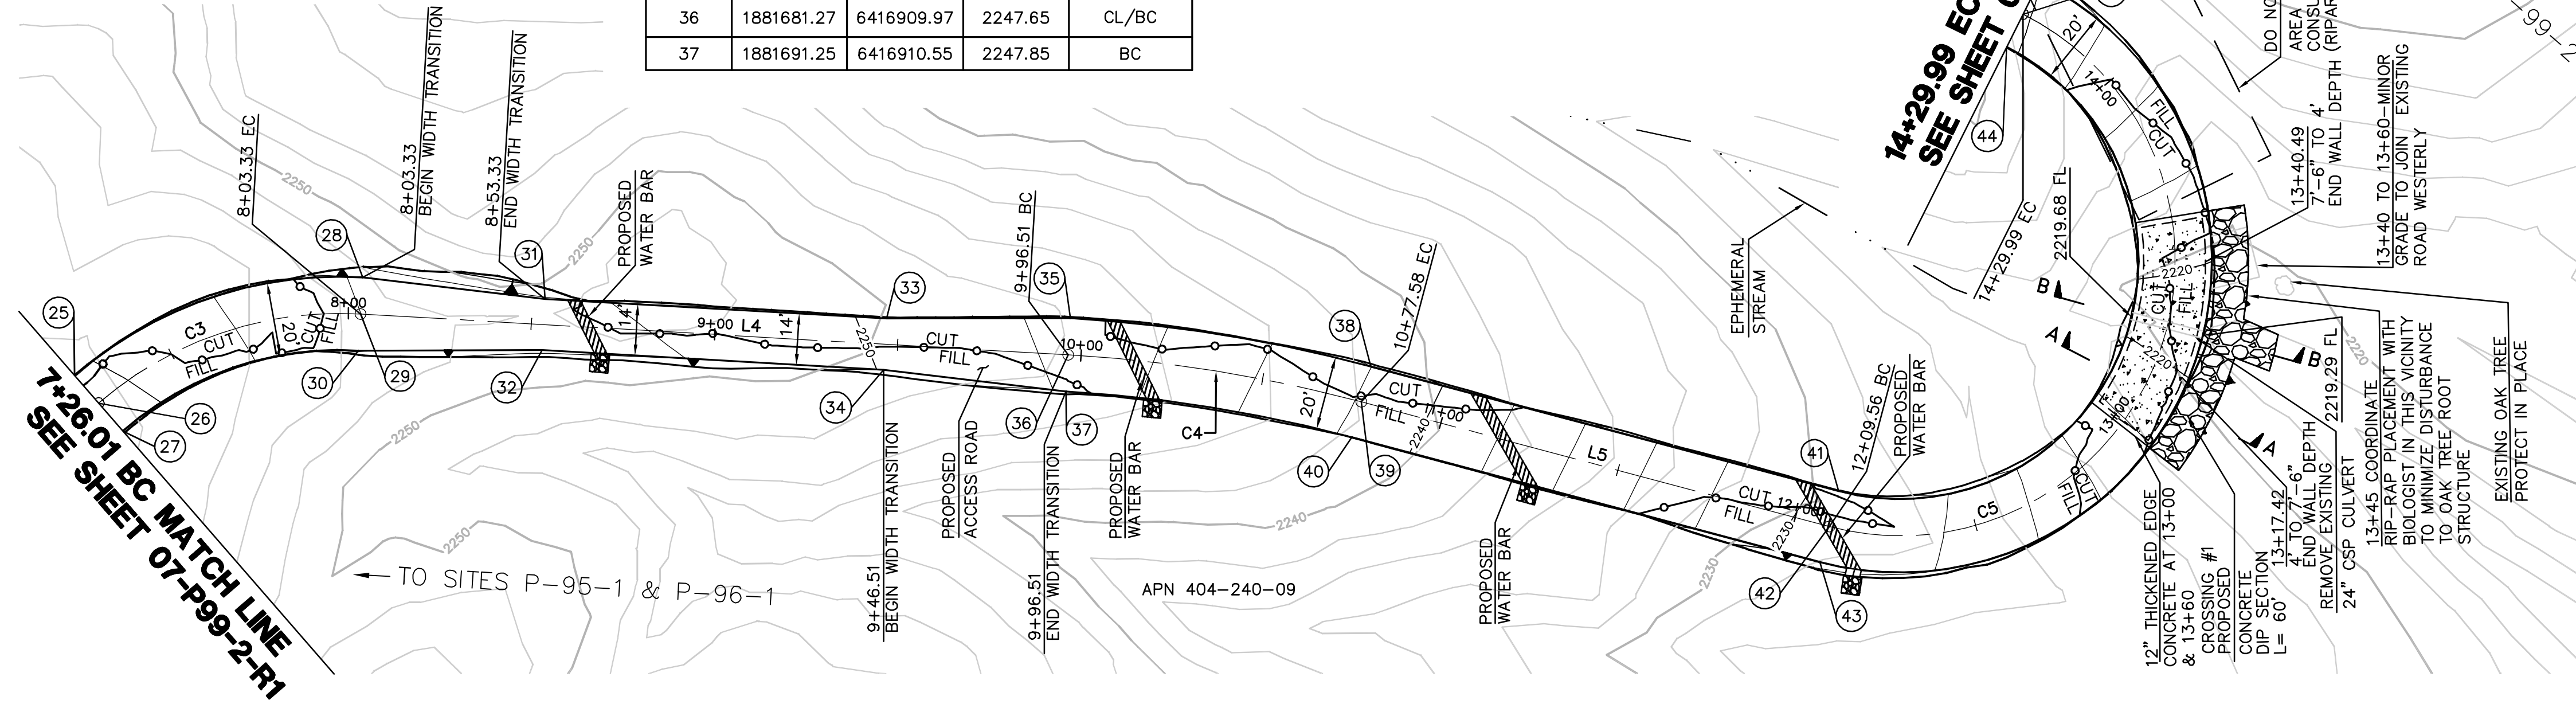 36 1881681.27 6416909.97 2247.65 CL/BC
37 1881691.25 6416910.55 2247.85 BC
8+03.33 EC
8+03.33
BEGIN WIDTH TRANSITION
8+53.33
END WIDTH TRANSITION
PROPOSED
WATER BAR
9+96.51 BC
10+77.58 EC
EPHEMERAL
STREAM
14+29.99 EC
SEE SHEET
14+29.99 EC
2219.68 FL
DO NO
AREA
CONSU
(RIPAR
99-2
13+40.49
7'-6" TO 4'
END WALL DEPTH
13+40 TO 13+60-MINOR
GRADE TO JOIN EXISTING
ROAD WESTERLY
25
26
27
28
29
30
31
32
33
34
35
36
37
38
39
40
41
42
43
44
C3
CUT
FILL
20'
CUT
FILL
8+00
14'
9+00
L4
14'
2250
CUT
FILL
10+00
C4
20'
CUT
FILL
11+00
2240
L5
CUT
FILL
12+00
2230
C5
CUT
FILL
13+00
2220
CUT
FILL
2220
FILL
CUT
14+00
20'
A
A
B
B
2250
2250
2250
2250
2240
2230
2220
7+26.01 BC MATCH LINE
SEE SHEET 07-P99-2-R1
TO SITES P-95-1 & P-96-1
9+46.51
BEGIN WIDTH TRANSITION
PROPOSED
ACCESS ROAD
9+96.51
END WIDTH TRANSITION
PROPOSED
WATER BAR
APN 404-240-09
PROPOSED
WATER BAR
12+09.56 BC
PROPOSED
WATER BAR
12" THICKENED EDGE
CONCRETE AT 13+00
& 13+60
CROSSING #1
PROPOSED
CONCRETE
DIP SECTION
L= 60'
13+17.42
4' TO 7'-6"
END WALL DEPTH
REMOVE EXISTING
24" CSP CULVERT
2219.29 FL
13+45 COORDINATE
RIP-RAP PLACEMENT WITH
BIOLOGIST IN THIS VICINITY
TO MINIMIZE DISTURBANCE
TO OAK TREE ROOT
STRUCTURE
EXISTING OAK TREE
PROTECT IN PLACE